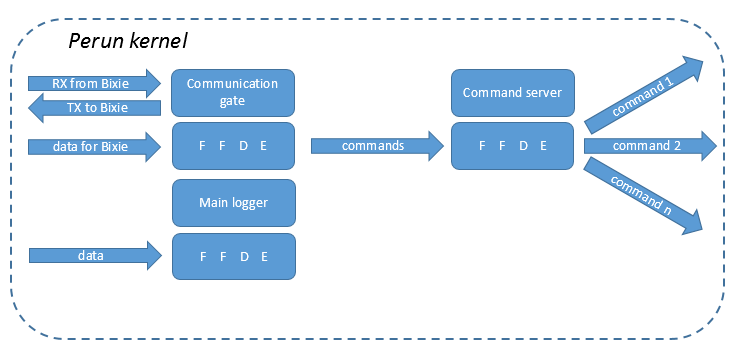 Perun kernel
RX from Bixie
TX to Bixie
Communication
gate
data for Bixie
F F D E
commands
Main logger
data
F F D E
Command server
F F D E
command 1
command 2
command n